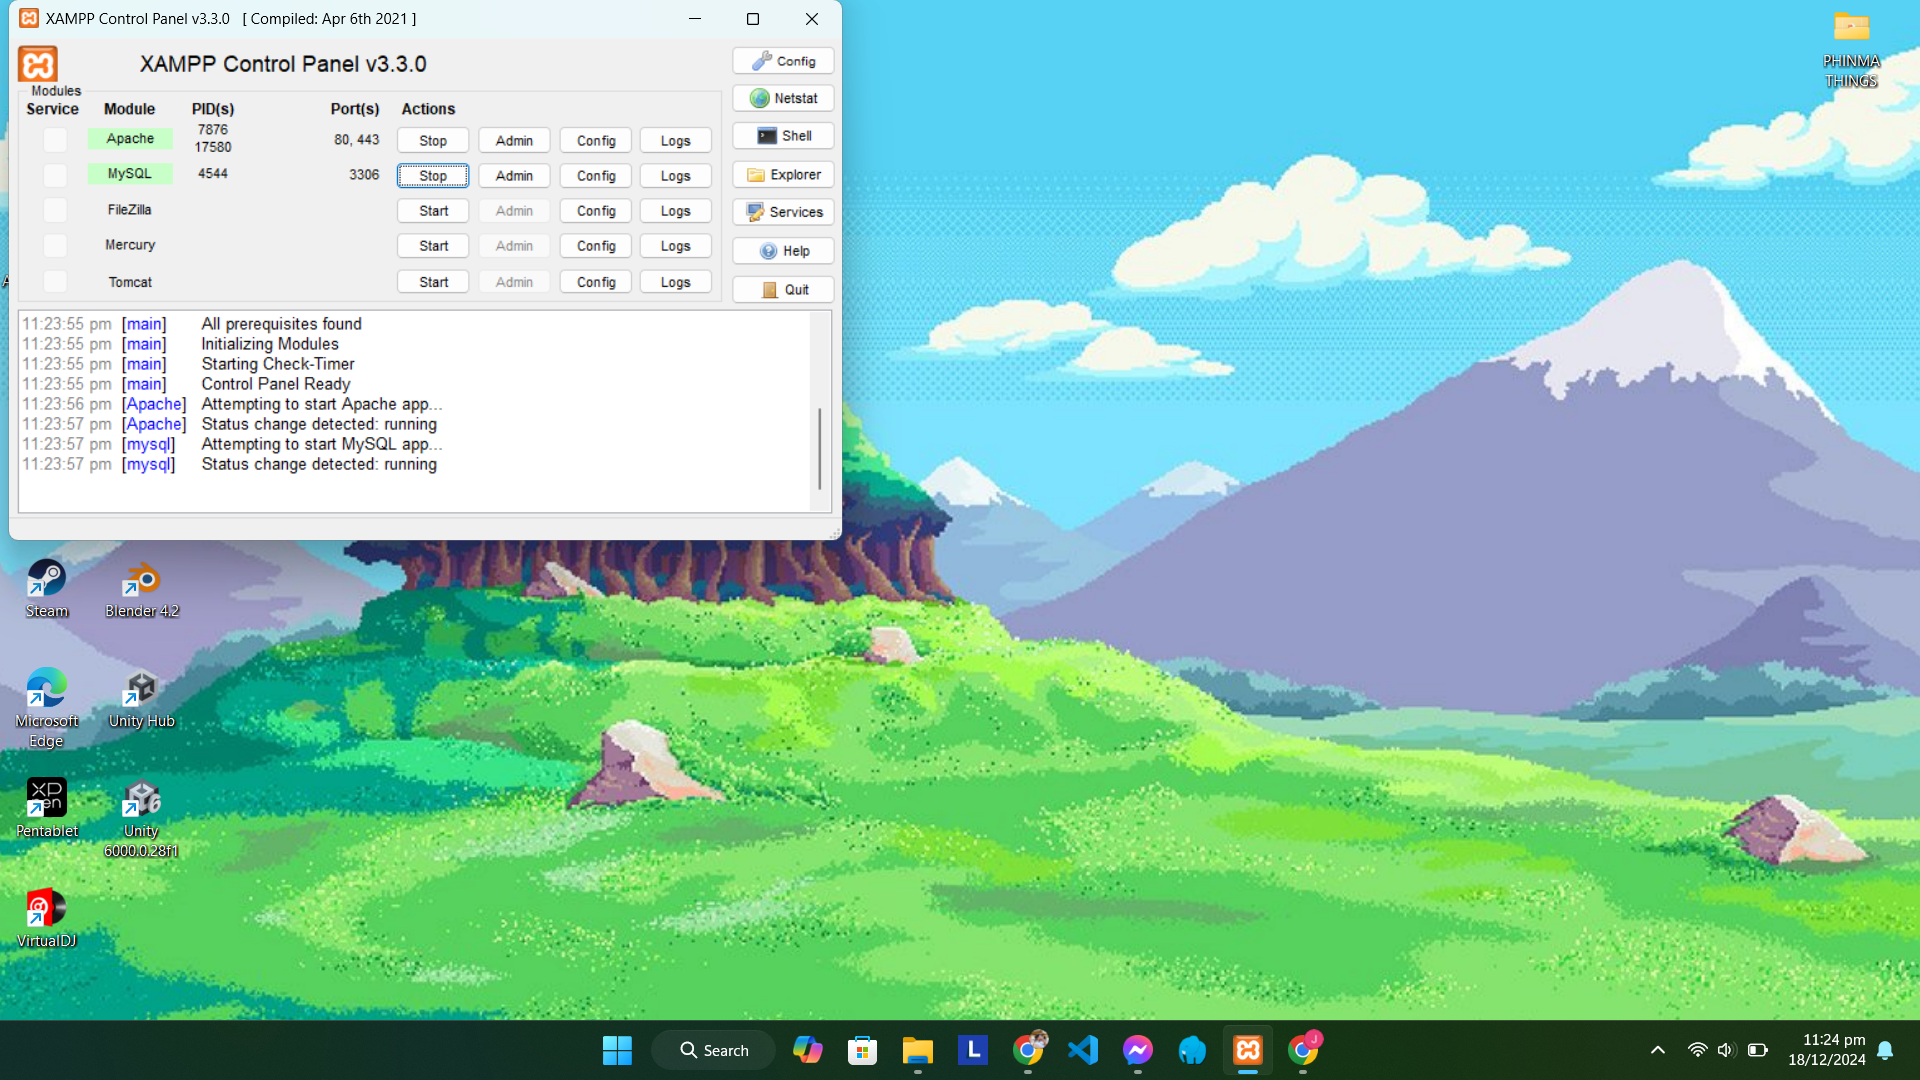 XAMPP Control Panel v3.3.0 [ Compiled: Apr 6th 2021 ]
XAMPP Control Panel v3.3.0
Config
Modules
Service Module PID(s) Port(s) Actions
Netstat
Apache 7876 17580 80, 443 Stop Admin Config Logs
Shell
MySQL 4544 3306 Stop Admin Config Logs
Explorer
FileZilla Start Admin Config Logs
Services
Mercury Start Admin Config Logs
Help
Tomcat Start Admin Config Logs
Quit
11:23:55 pm [main] All prerequisites found
11:23:55 pm [main] Initializing Modules
11:23:55 pm [main] Starting Check-Timer
11:23:55 pm [main] Control Panel Ready
11:23:56 pm [Apache] Attempting to start Apache app...
11:23:57 pm [Apache] Status change detected: running
11:23:57 pm [mysql] Attempting to start MySQL app...
11:23:57 pm [mysql] Status change detected: running
PHINMA
THINGS
Steam
Blender 4.2
Microsoft
Edge
Unity Hub
XP
Pen
Pentablet
6
Unity
6000.0.28f1
VirtualDJ
Search
L
J
11:24 pm
18/12/2024